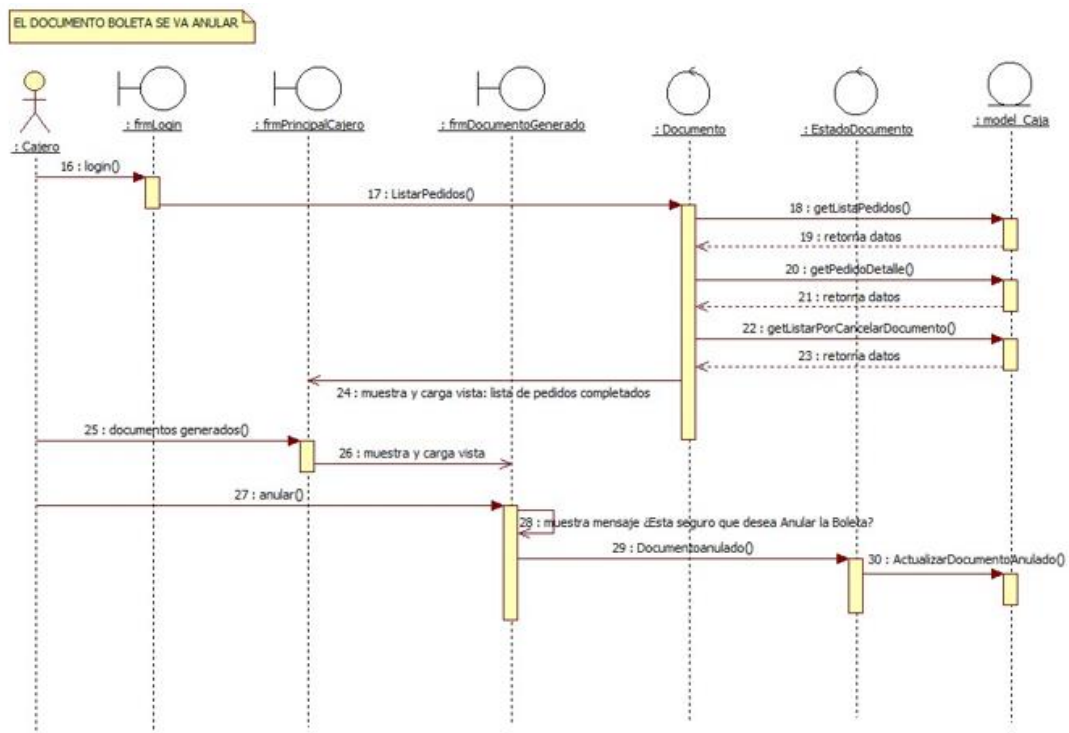 EL DOCUMENTO BOLETA SE VA ANULAR
: Cajero
: frmLogin
: frmPrincipalCajero
: frmDocumentoGenerado
: Documento
: EstadoDocumento
: model_Caja
16 : login()
17 : ListarPedidos()
18 : getListaPedidos()
19 : retorna datos
20 : getPedidoDetalle()
21 : retorna datos
22 : getListarPorCancelarDocumento()
23 : retorna datos
24 : muestra y carga vista: lista de pedidos completados
25 : documentos generados()
26 : muestra y carga vista
27 : anular()
28 : muestra mensaje ¿Esta seguro que desea Anular la Boleta?
29 : Documentoanulado()
30 : ActualizarDocumentoAnulado()